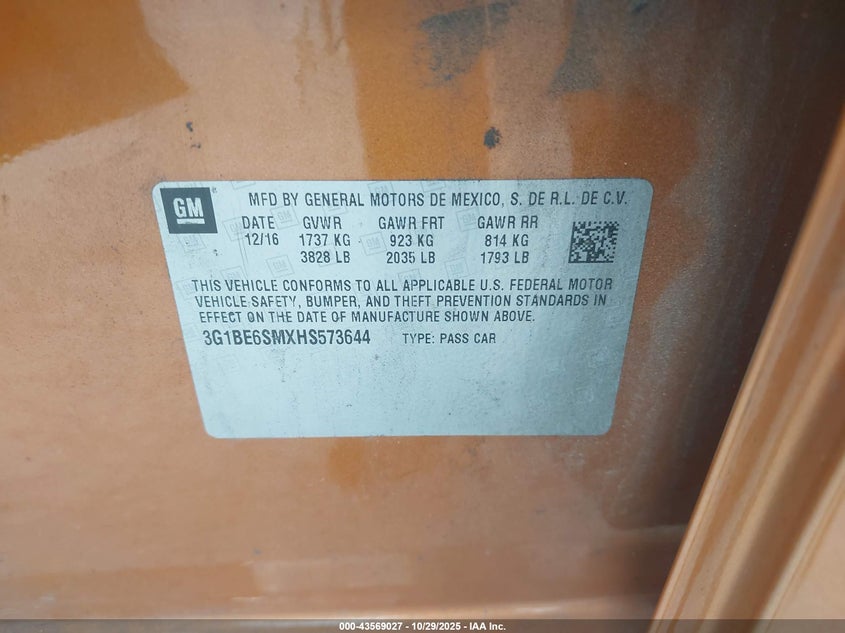 GM
MFD BY GENERAL MOTORS DE MEXICO, S. DE R.L. DE C.V.
DATE GVWR GAWR FRT GAWR RR
12/16 1737 KG 923 KG 814 KG
3828 LB 2035 LB 1793 LB
THIS VEHICLE CONFORMS TO ALL APPLICABLE U.S. FEDERAL MOTOR
VEHICLE SAFETY, BUMPER, AND THEFT PREVENTION STANDARDS IN
EFFECT ON THE DATE OF MANUFACTURE SHOWN ABOVE.
3G1BE6SMXHS573644 TYPE: PASS CAR
000-43569027 - 10/29/2025 - IAA Inc.